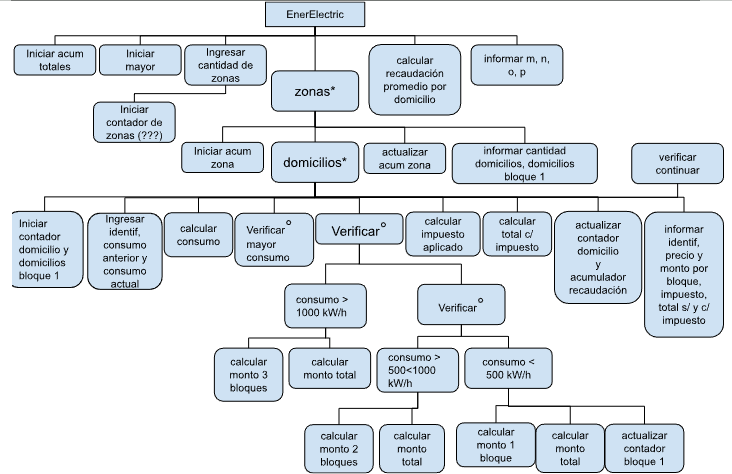 EnerElectric
Iniciar acum
totales
Iniciar
mayor
Ingresar
cantidad de
zonas
zonas*
calcular
recaudación
promedio por
domicilio
informar m, n,
o, p
Iniciar
contador de
zonas (???)
Iniciar acum
zona
domicilios*
actualizar
acum zona
informar cantidad
domicilios, domicilios
bloque 1
verificar
continuar
Iniciar
contador
domicilio y
domicilios
bloque 1
Ingresar
identif,
consumo
anterior y
consumo
actual
calcular
consumo
Verificar°
mayor
consumo
Verificar°
calcular
impuesto
aplicado
calcular
total c/
impuesto
actualizar
contador
domicilio
y
acumulador
recaudación
informar
identif,
precio y
monto por
bloque,
impuesto,
total s/ y c/
impuesto
consumo >
1000 kW/h
Verificar°
calcular
monto 3
bloques
calcular
monto total
consumo >
500<1000
kW/h
consumo <
500 kW/h
calcular
monto 2
bloques
calcular
monto
total
calcular
monto 1
bloque
calcular
monto
total
actualizar
contador
bloque 1